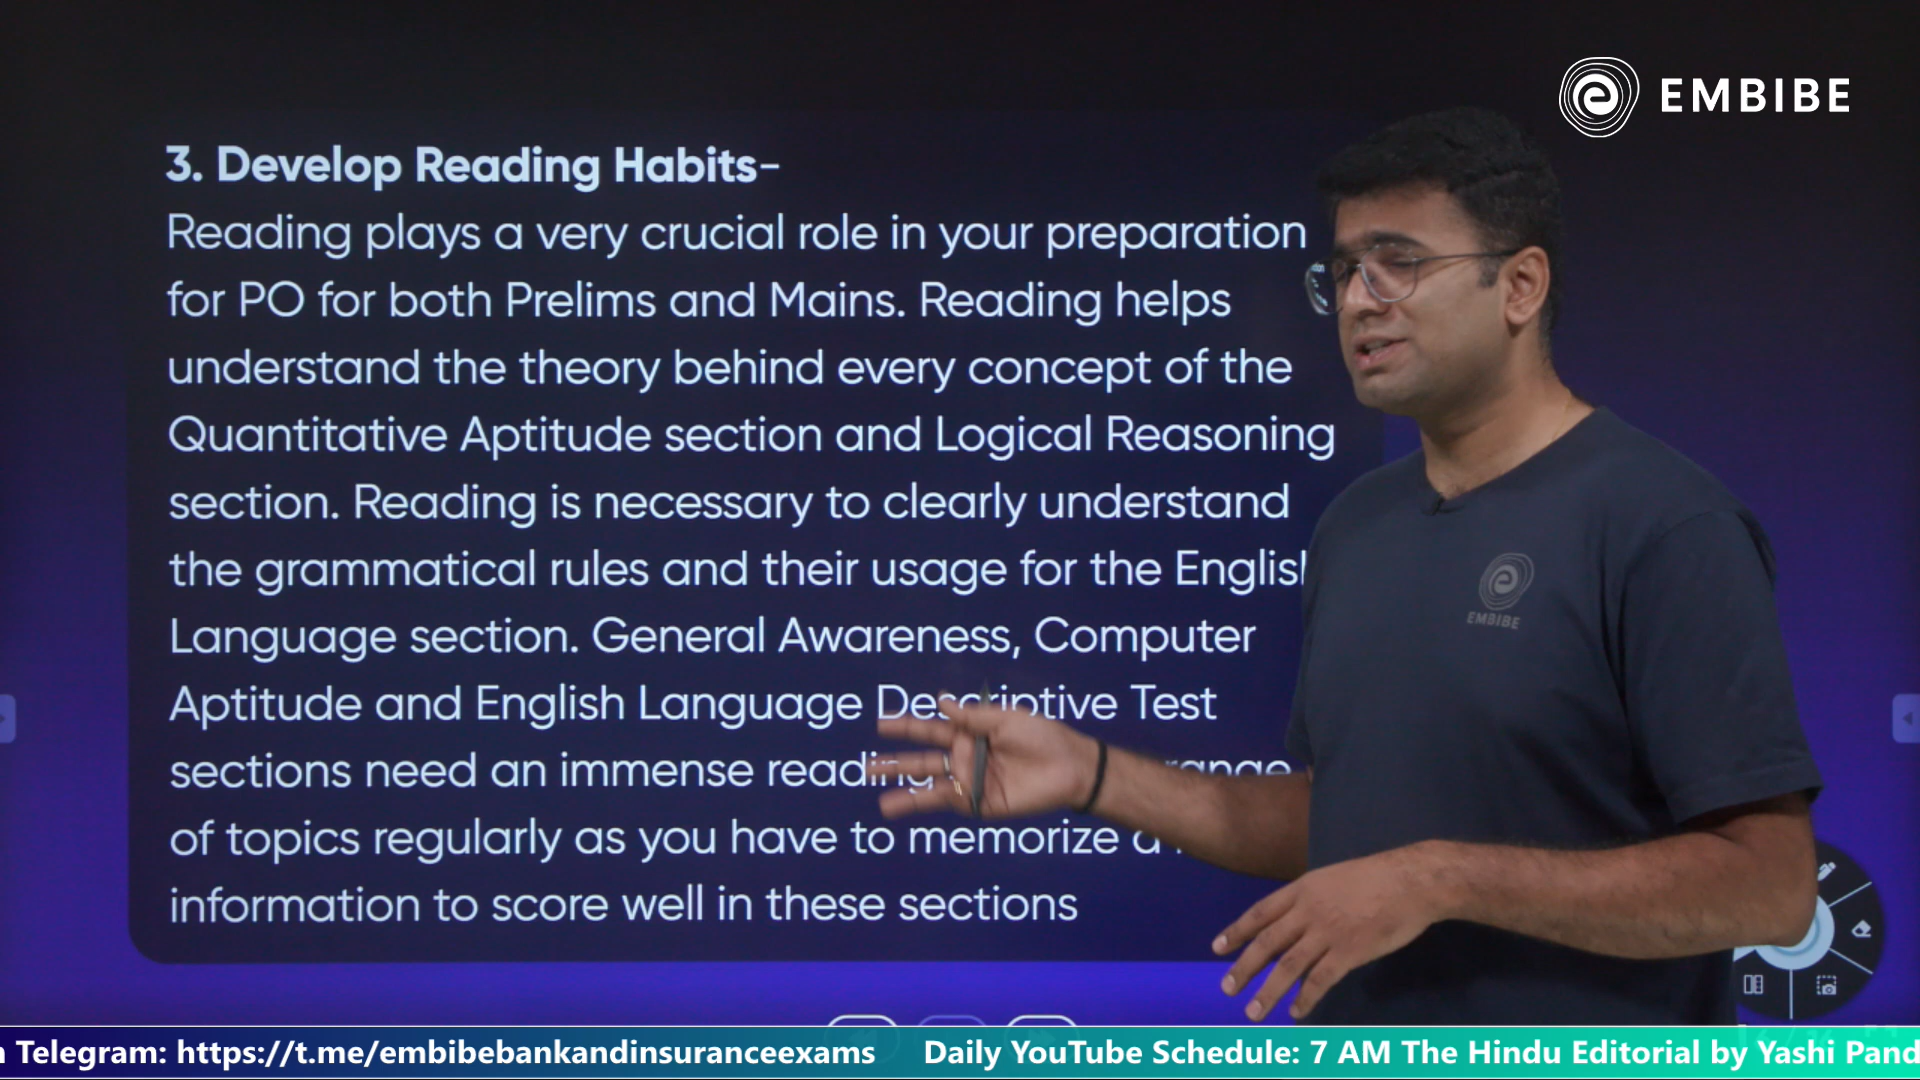 EMBIBE
3. Develop Reading Habits-
Reading plays a very crucial role in your preparation
for PO for both Prelims and Mains. Reading helps
understand the theory behind every concept of the
Quantitative Aptitude section and Logical Reasoning
section. Reading is necessary to clearly understand
the grammatical rules and their usage for the English
Language section. General Awareness, Computer
Aptitude and English Language Descriptive Test
sections need an immense reading range
of topics regularly as you have to memorize a
information to score well in these sections
EMBIBE
Telegram: https://t.me/embibebankandinsuranceexams Daily YouTube Schedule: 7 AM The Hindu Editorial by Yashi Pand